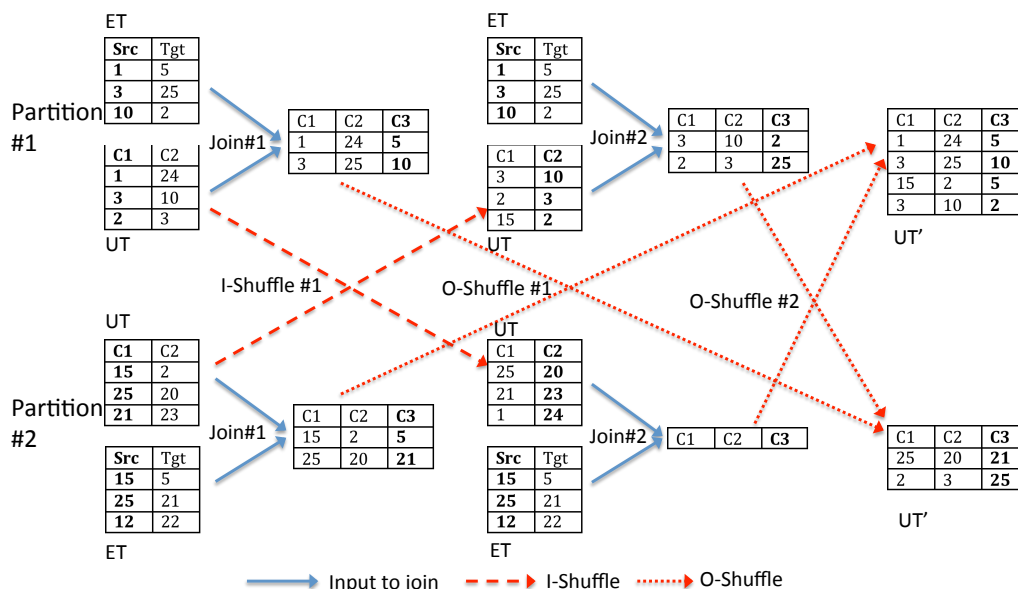 ET
Src Tgt
1 5
3 25
10 2
Partition
#1
C1 C2
1 24
3 10
2 3
UT
Join#1
C1 C2 C3
1 24 5
3 25 10
I-Shuffle #1
UT
C1 C2
15 2
25 20
21 23
Partition
#2
Src Tgt
15 5
25 21
12 22
ET
Join#1
C1 C2 C3
15 2 5
25 20 21
ET
Src Tgt
1 5
3 25
10 2
C1 C2
3 10
2 3
15 2
UT
Join#2
C1 C2 C3
3 10 2
2 3 25
O-Shuffle #1
O-Shuffle #2
UT
C1 C2
25 20
21 23
1 24
Src Tgt
15 5
25 21
12 22
ET
Join#2
C1 C2 C3
C1 C2 C3
1 24 5
3 25 10
15 2 5
3 10 2
UT’
C1 C2 C3
25 20 21
2 3 25
UT’
Input to join
I-Shuffle
O-Shuffle